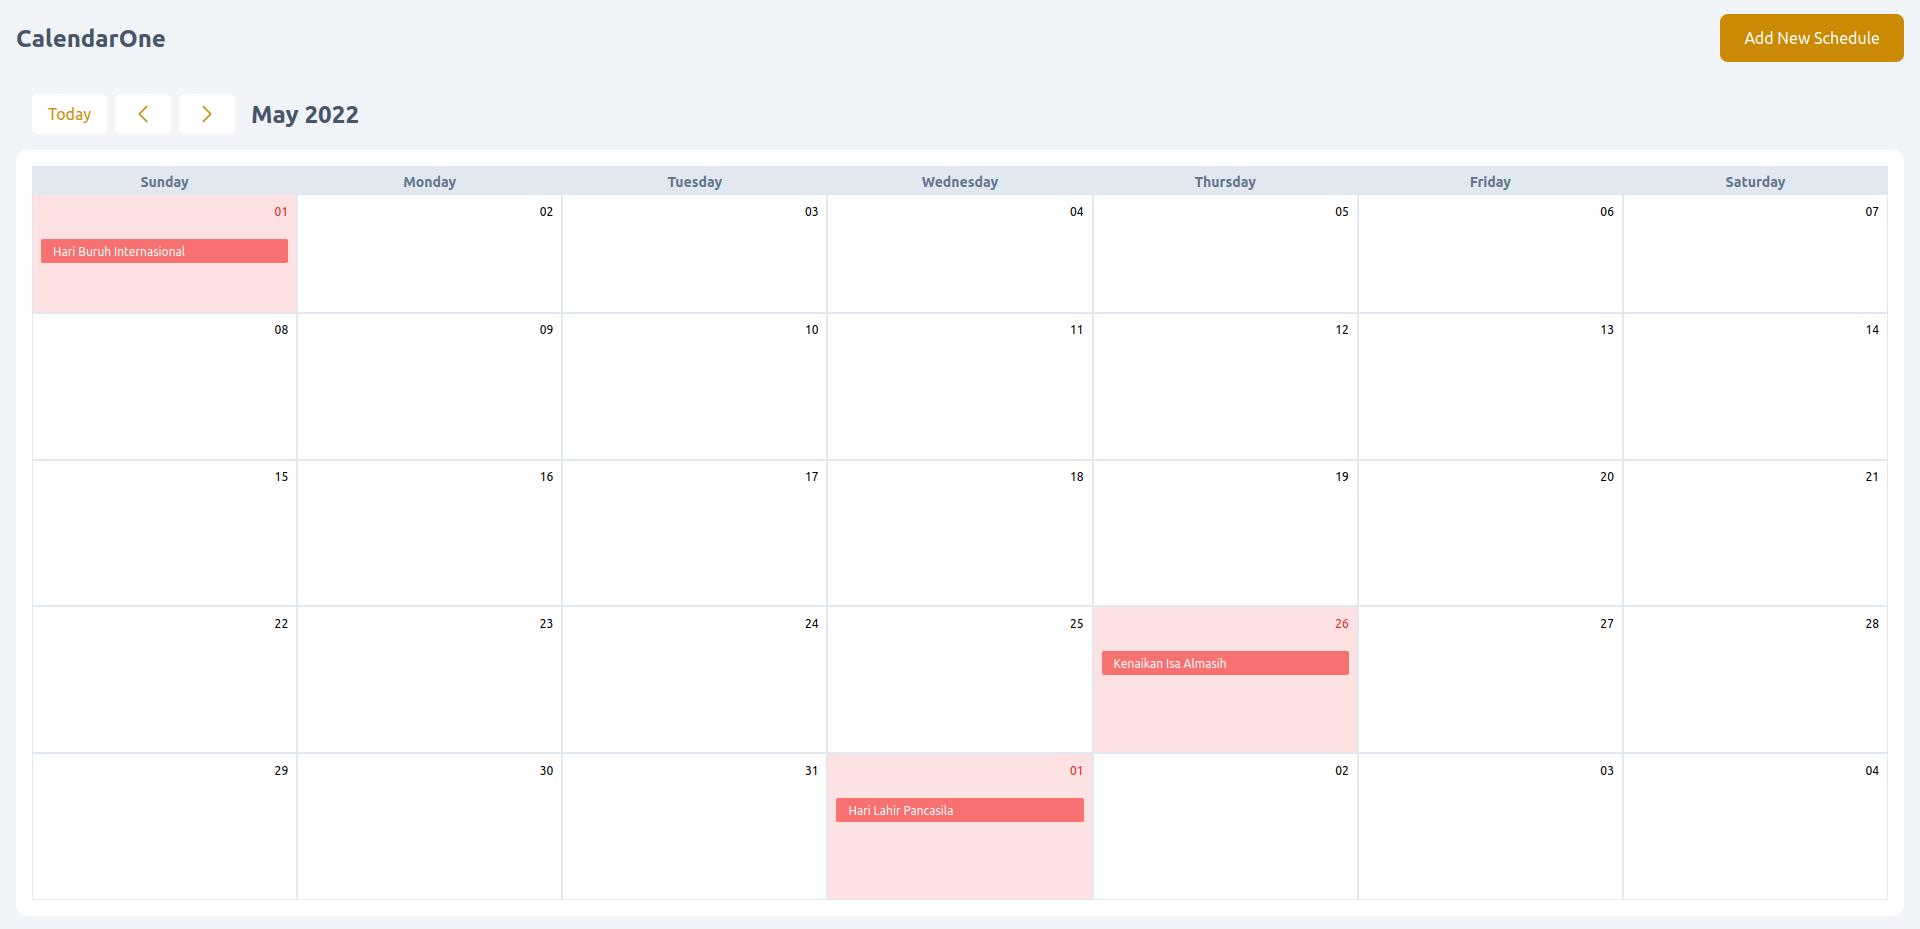 CalendarOne
Add New Schedule
Today
May 2022
Sunday Monday Tuesday Wednesday Thursday Friday Saturday
01 02 03 04 05 06 07
Hari Buruh Internasional
08 09 10 11 12 13 14
15 16 17 18 19 20 21
22 23 24 25 26 27 28
Kenaikan Isa Almasih
29 30 31 01 02 03 04
Hari Lahir Pancasila